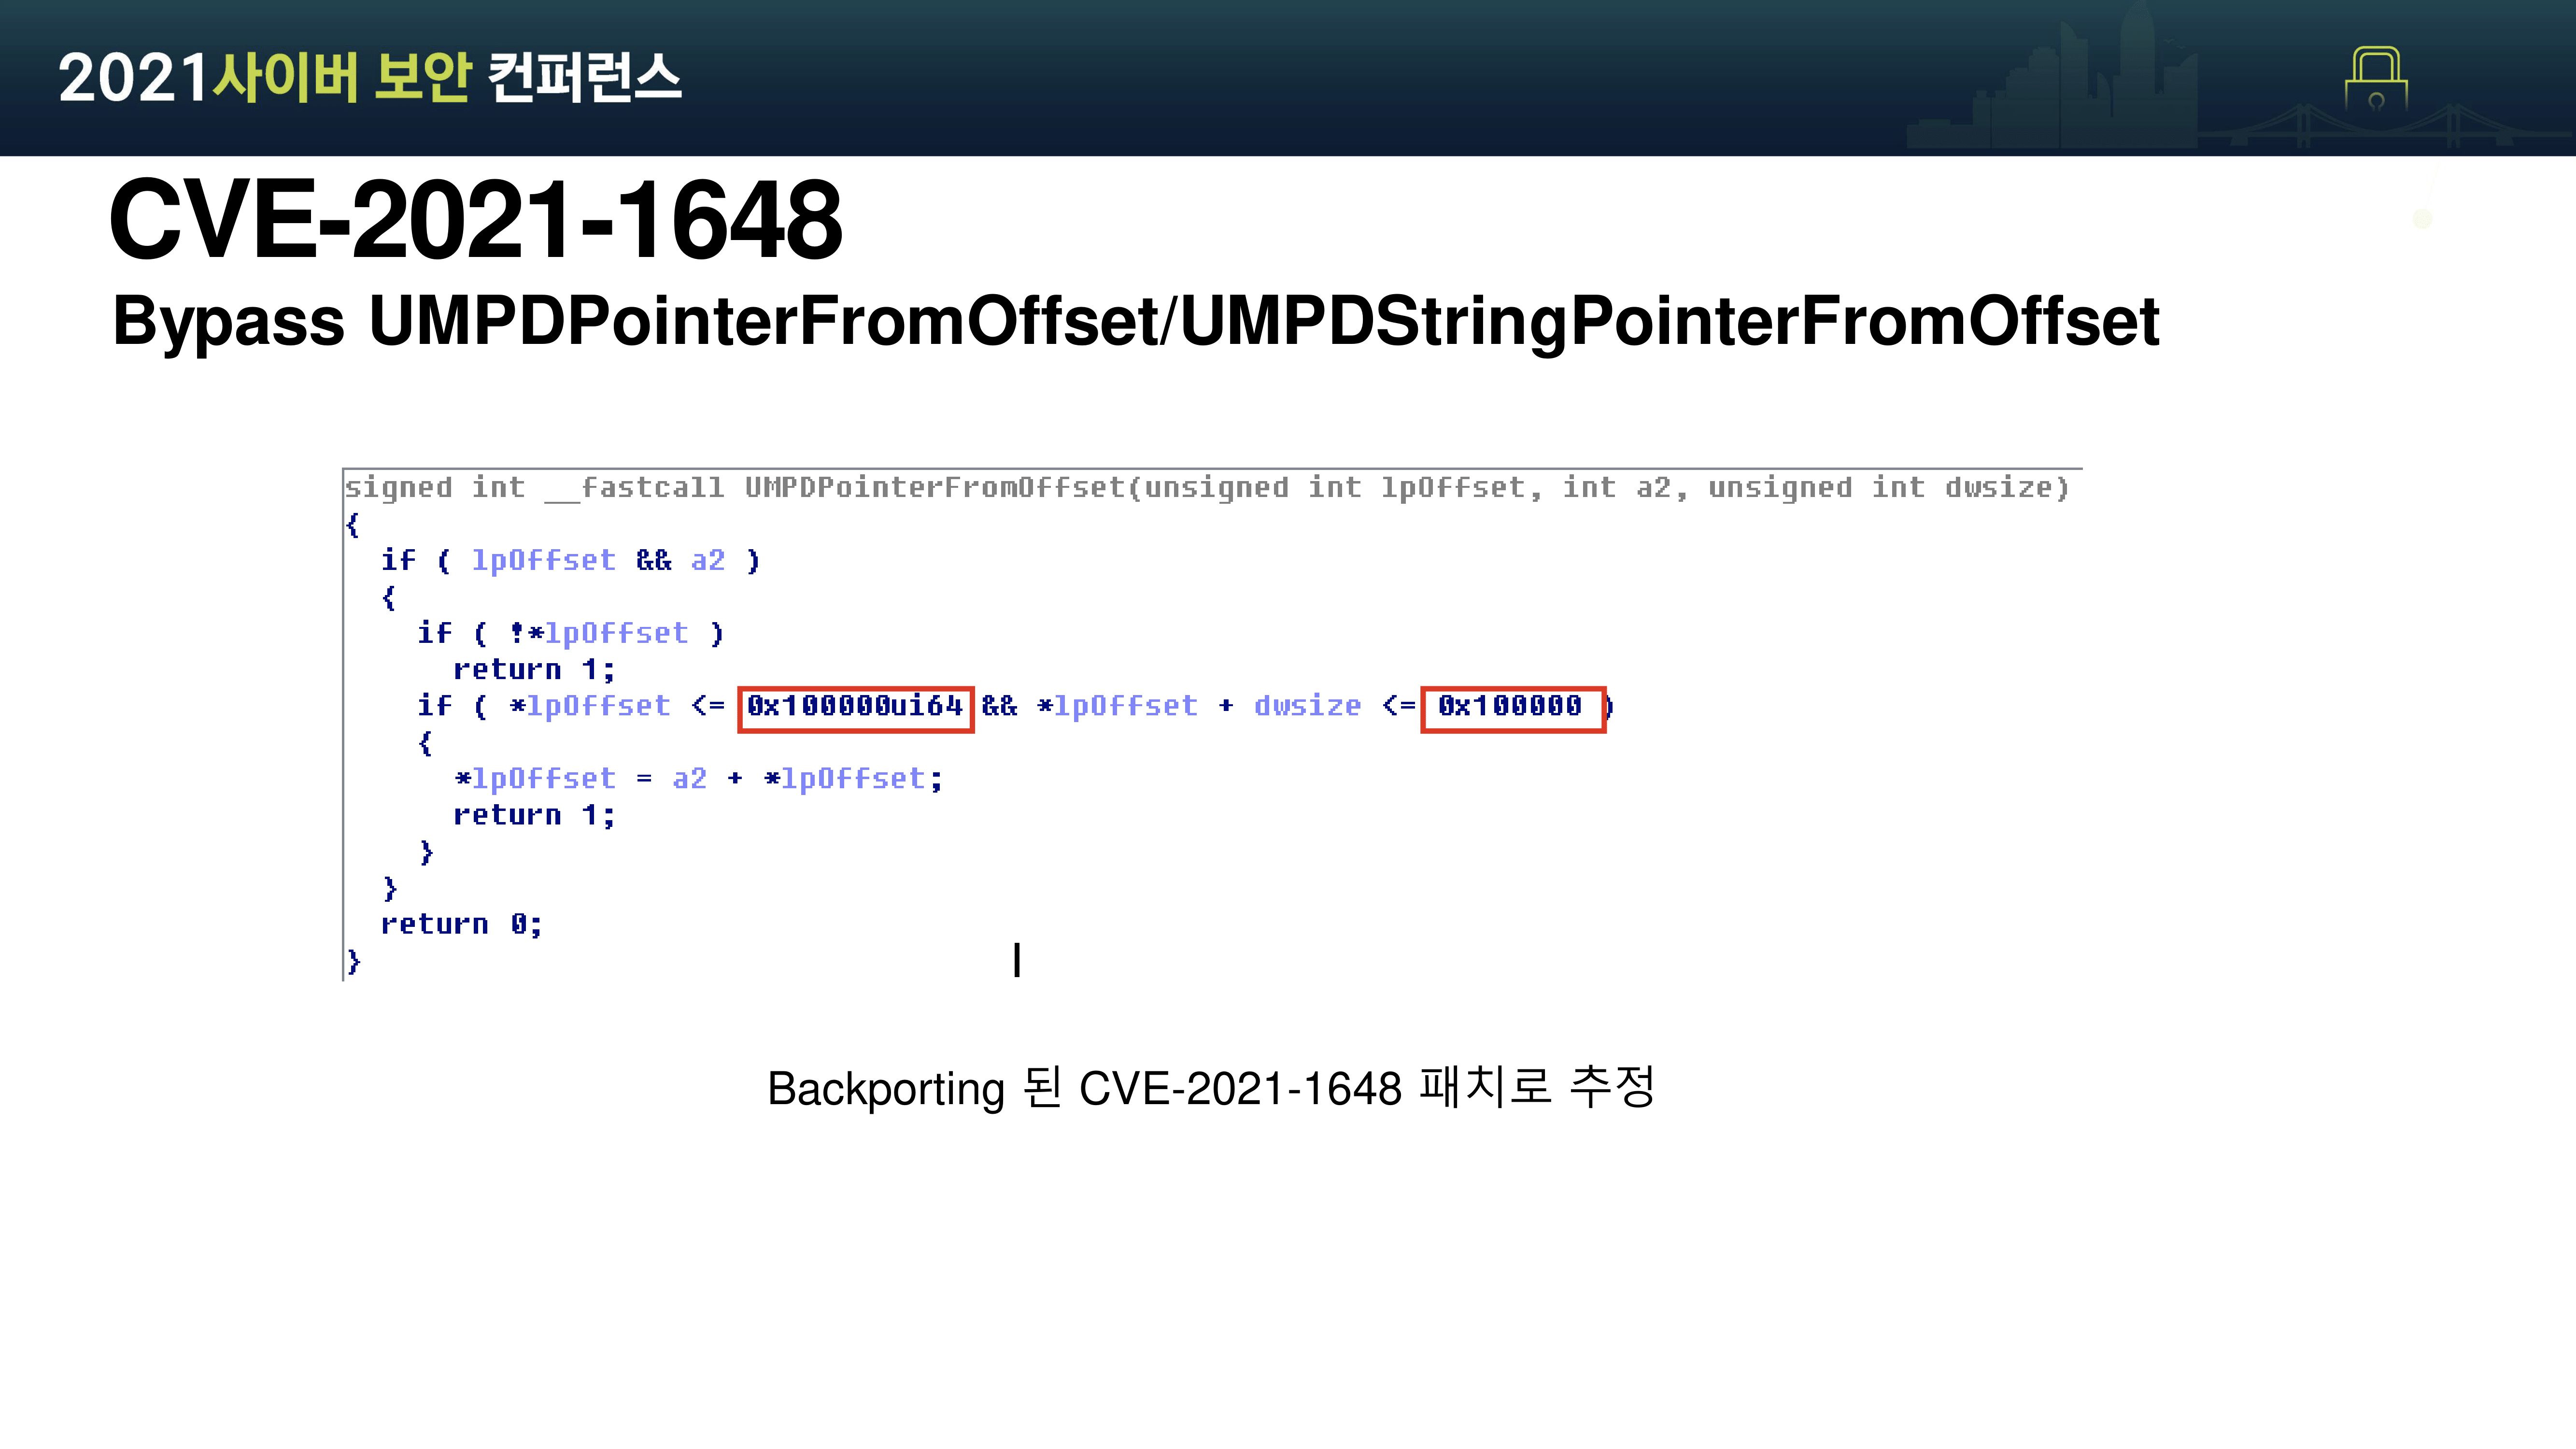 2021사이버 보안 컨퍼런스
CVE-2021-1648
Bypass UMPDPointerFromOffset/UMPDStringPointerFromOffset
signed int __fastcall UMPDPointerFromOffset(unsigned int lpOffset, int a2, unsigned int dwsize)
{
  if ( lpOffset && a2 )
  {
    if ( !*lpOffset )
      return 1;
    if ( *lpOffset <= 0x100000ui64 && *lpOffset + dwsize <= 0x100000 )
    {
      *lpOffset = a2 + *lpOffset;
      return 1;
    }
  }
  return 0;
}
Backporting 된 CVE-2021-1648 패치로 추정